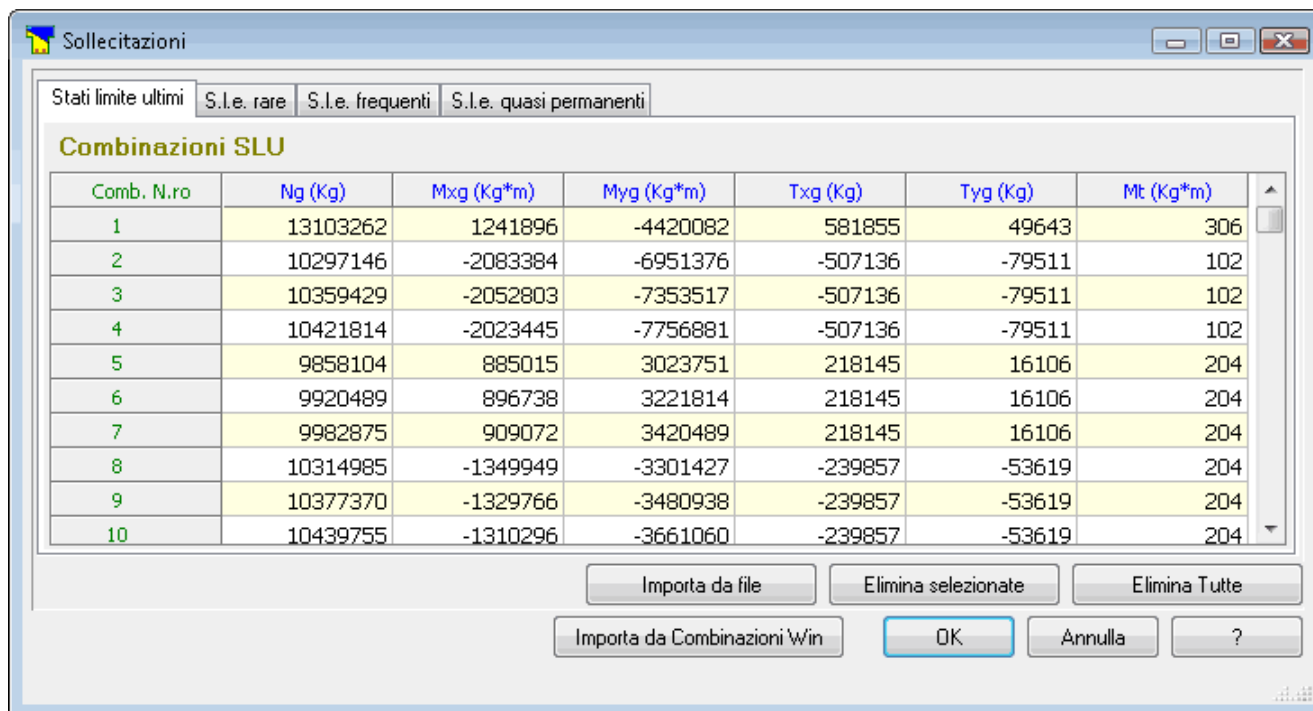 Sollecitazioni
Stati limite ultimi S.l.e. rare S.l.e. frequenti S.l.e. quasi permanenti
Combinazioni SLU
Comb. N.ro Ng (Kg) Mxg (Kg*m) Myg (Kg*m) Txg (Kg) Tyg (Kg) Mt (Kg*m)
1 13103262 1241896 -4420082 581855 49643 306
2 10297146 -2083384 -6951376 -507136 -79511 102
3 10359429 -2052803 -7353517 -507136 -79511 102
4 10421814 -2023445 -7756881 -507136 -79511 102
5 9858104 885015 3023751 218145 16106 204
6 9920489 896738 3221814 218145 16106 204
7 9982875 909072 3420489 218145 16106 204
8 10314985 -1349949 -3301427 -239857 -53619 204
9 10377370 -1329766 -3480938 -239857 -53619 204
10 10439755 -1310296 -3661060 -239857 -53619 204
Importa da file Elimina selezionate Elimina Tutte
Importa da Combinazioni Win OK Annulla ?